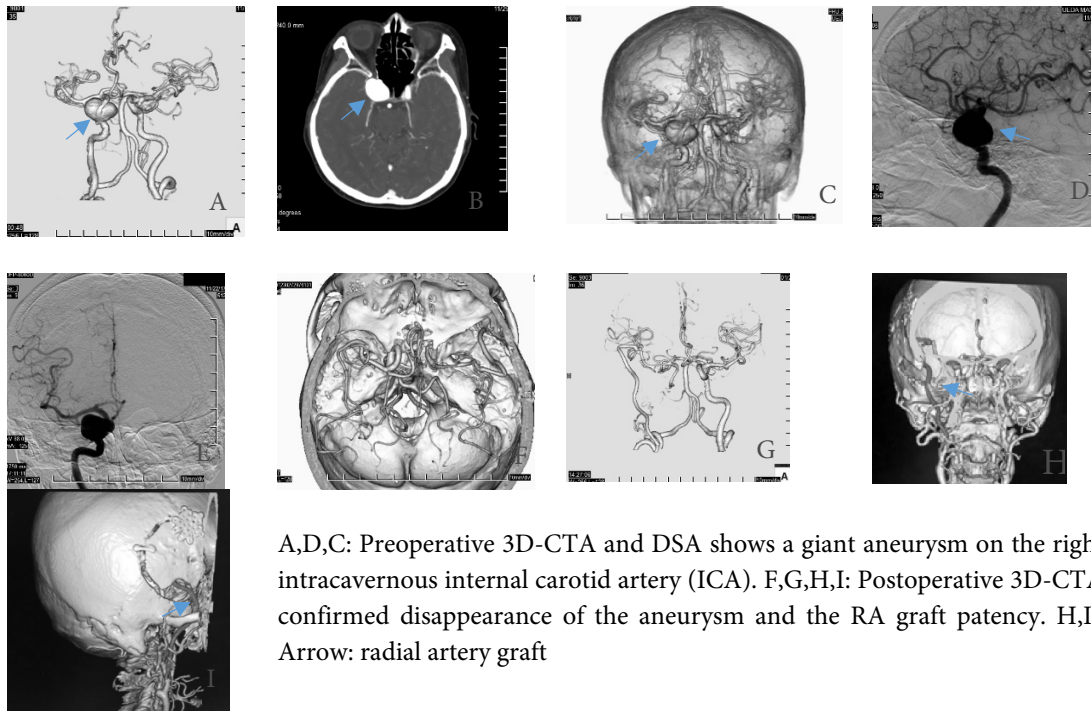 A
A
B
C
D
E
F
G
A
H
I
A,D,C: Preoperative 3D-CTA and DSA shows a giant aneurysm on the righ
intracavernous internal carotid artery (ICA). F,G,H,I: Postoperative 3D-CTA
confirmed disappearance of the aneurysm and the RA graft patency. H,I
Arrow: radial artery graft